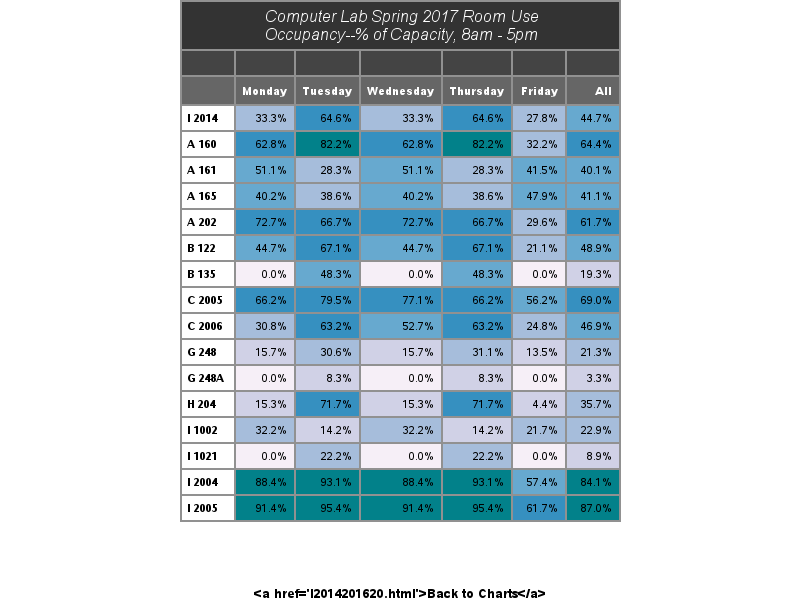 Computer Lab Spring 2017 Room Use
Occupancy--% of Capacity, 8am - 5pm
Monday Tuesday Wednesday Thursday Friday All
I 2014 33.3% 64.6% 33.3% 64.6% 27.8% 44.7%
A 160 62.8% 82.2% 62.8% 82.2% 32.2% 64.4%
A 161 51.1% 28.3% 51.1% 28.3% 41.5% 40.1%
A 165 40.2% 38.6% 40.2% 38.6% 47.9% 41.1%
A 202 72.7% 66.7% 72.7% 66.7% 29.6% 61.7%
B 122 44.7% 67.1% 44.7% 67.1% 21.1% 48.9%
B 135 0.0% 48.3% 0.0% 48.3% 0.0% 19.3%
C 2005 66.2% 79.5% 77.1% 66.2% 56.2% 69.0%
C 2006 30.8% 63.2% 52.7% 63.2% 24.8% 46.9%
G 248 15.7% 30.6% 15.7% 31.1% 13.5% 21.3%
G 248A 0.0% 8.3% 0.0% 8.3% 0.0% 3.3%
H 204 15.3% 71.7% 15.3% 71.7% 4.4% 35.7%
I 1002 32.2% 14.2% 32.2% 14.2% 21.7% 22.9%
I 1021 0.0% 22.2% 0.0% 22.2% 0.0% 8.9%
I 2004 88.4% 93.1% 88.4% 93.1% 57.4% 84.1%
I 2005 91.4% 95.4% 91.4% 95.4% 61.7% 87.0%
<a href='I2014201620.html'>Back to Charts</a>